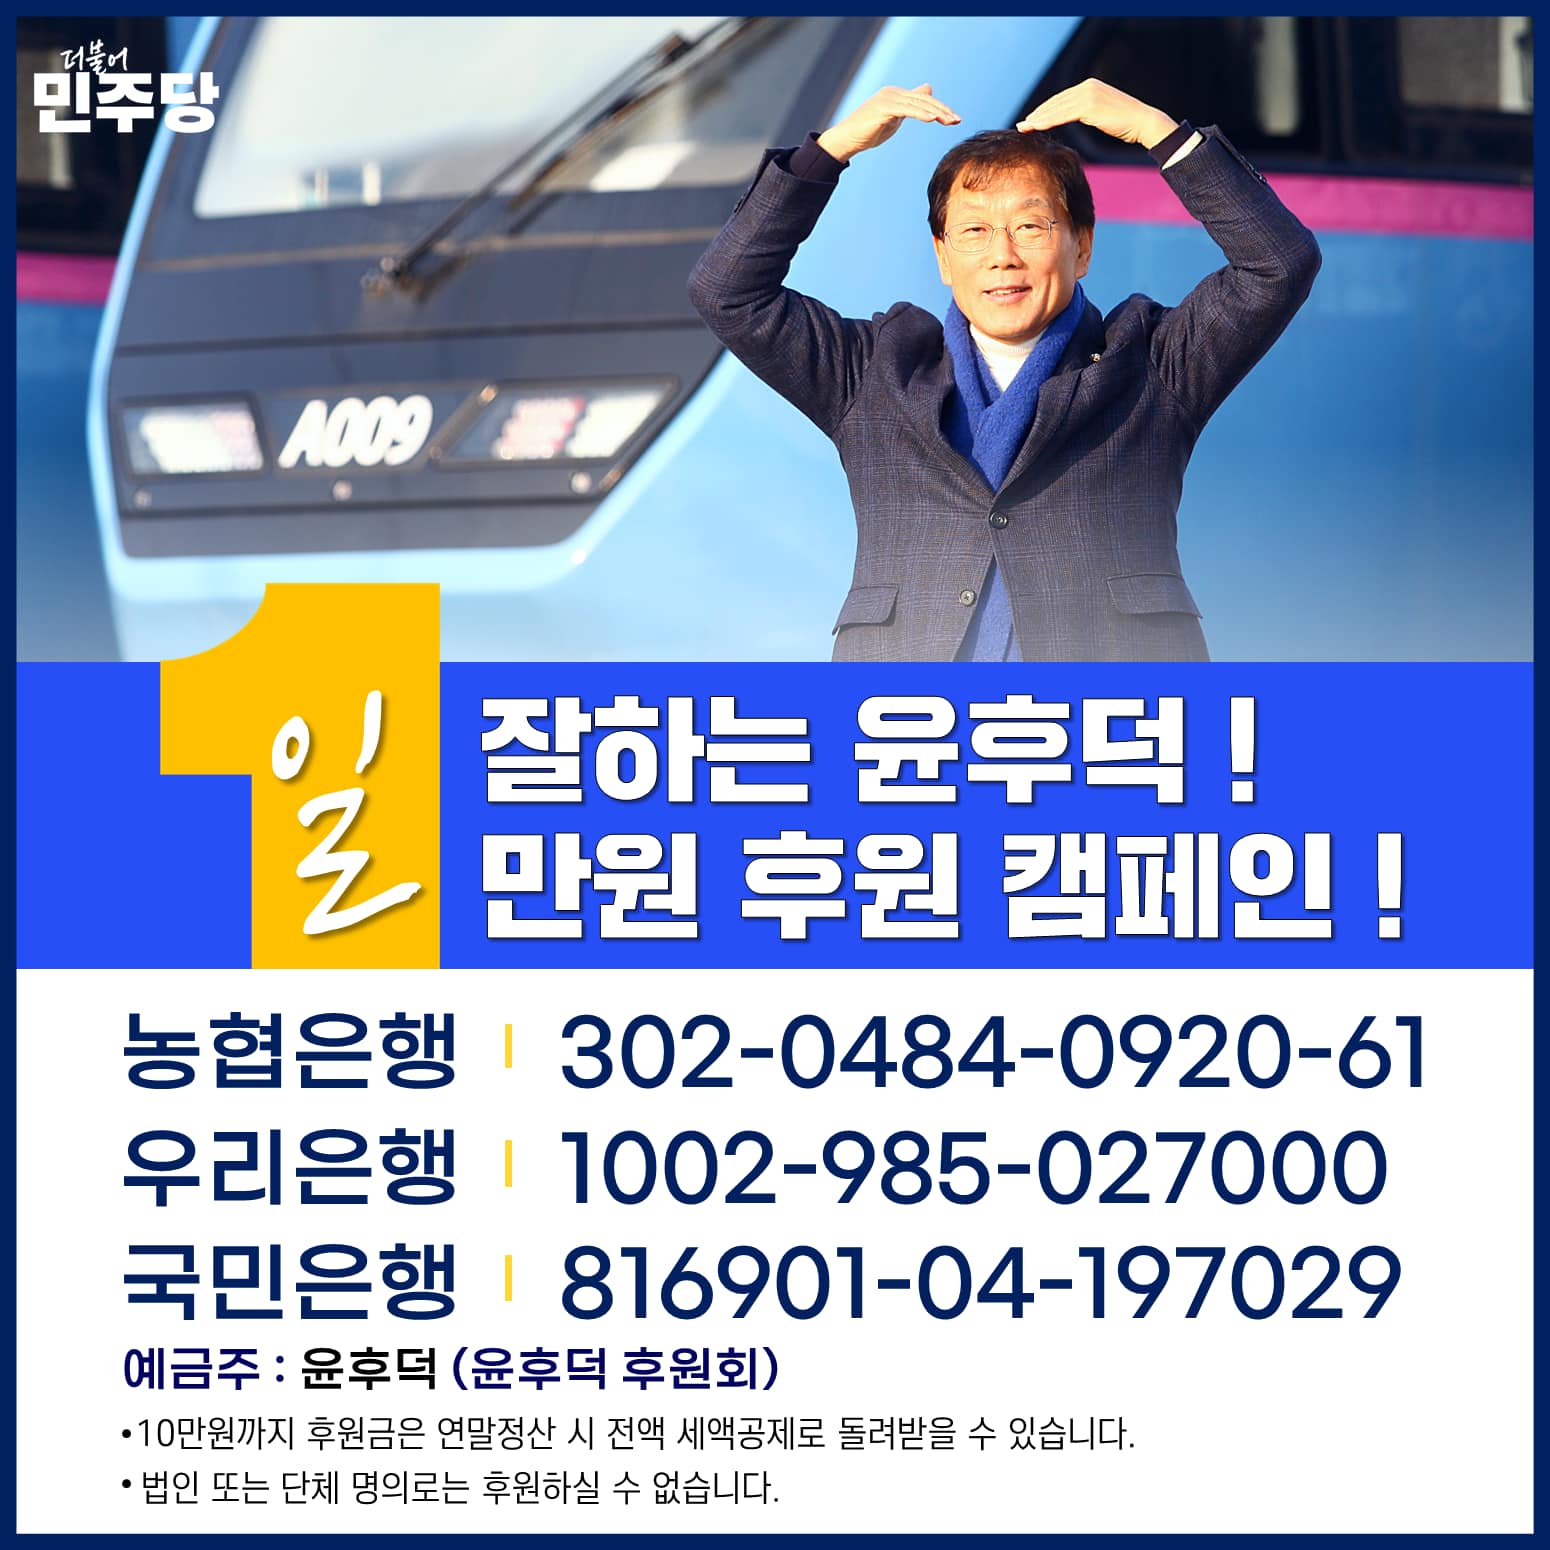 더불어
민주당
A009
1
일 잘하는 윤후덕 !
만원 후원 캠페인 !
농협은행 | 302-0484-0920-61
우리은행 | 1002-985-027000
국민은행 | 816901-04-197029
예금주 : 윤후덕 (윤후덕 후원회)
• 10만원까지 후원금은 연말정산 시 전액 세액공제로 돌려받을 수 있습니다.
• 법인 또는 단체 명의로는 후원하실 수 없습니다.